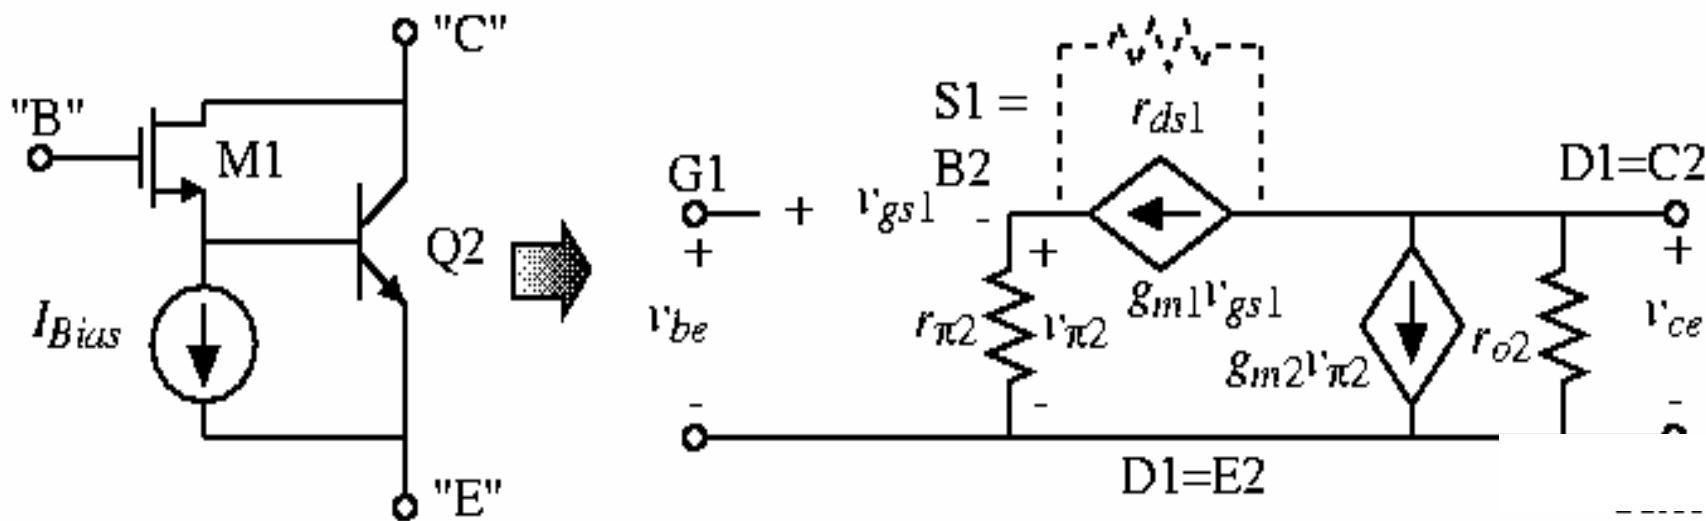 "C"
"B"
M1
Q2
I_Bias
"E"
S1 =
B2
r_ds1
G1
+ v_gs1 -
D1=C2
+
v_be
-
r_π2
+
v_π2
-
g_m1v_gs1
g_m2v_π2
r_o2
+
v_ce
-
D1=E2